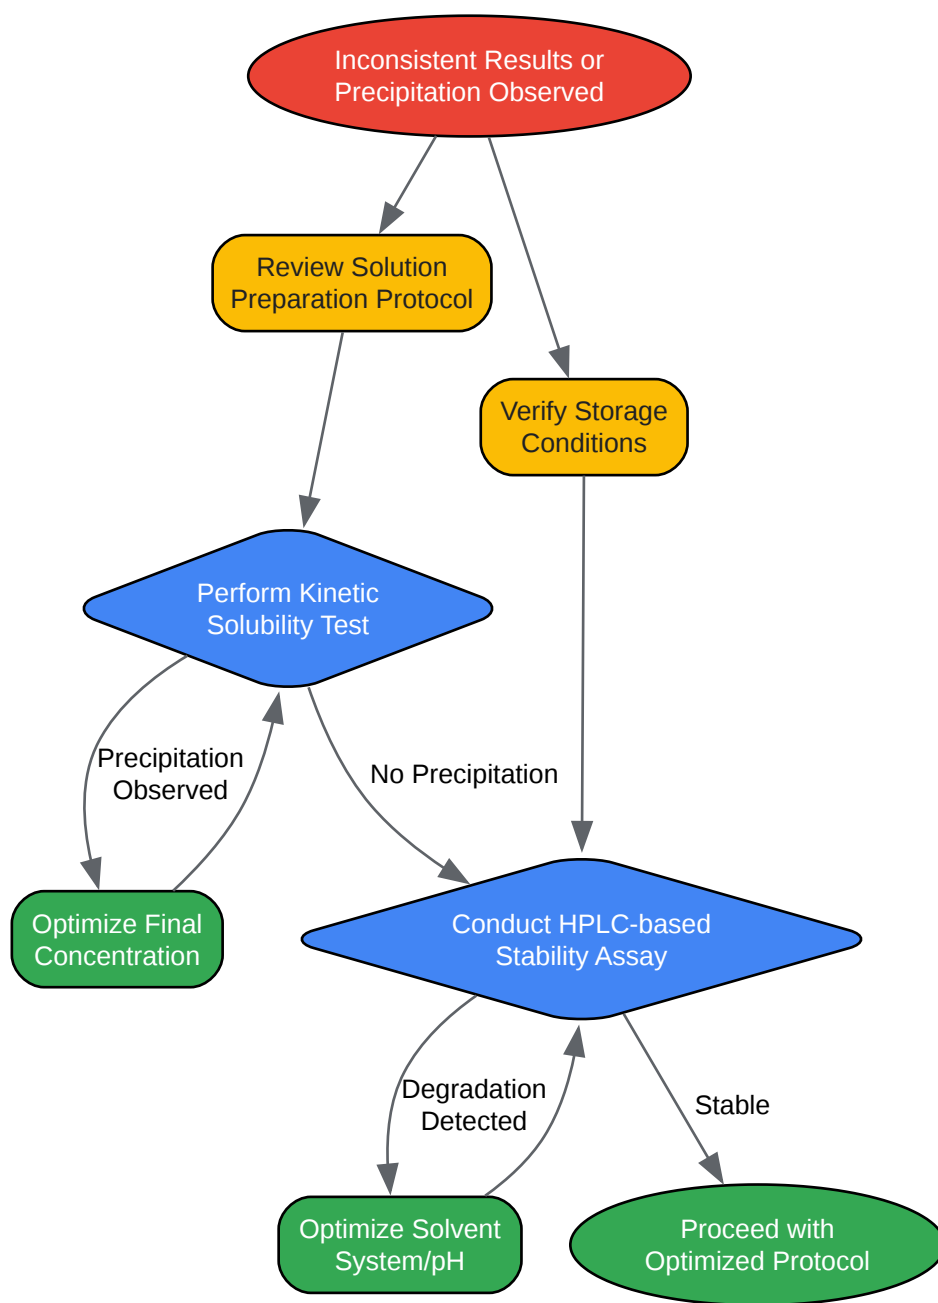 Inconsistent Results or
Precipitation Observed
Review Solution
Preparation Protocol
Verify Storage
Conditions
Perform Kinetic
Solubility Test
Precipitation
Observed
No Precipitation
Optimize Final
Concentration
Conduct HPLC-based
Stability Assay
Degradation
Detected
Stable
Optimize Solvent
System/pH
Proceed with
Optimized Protocol